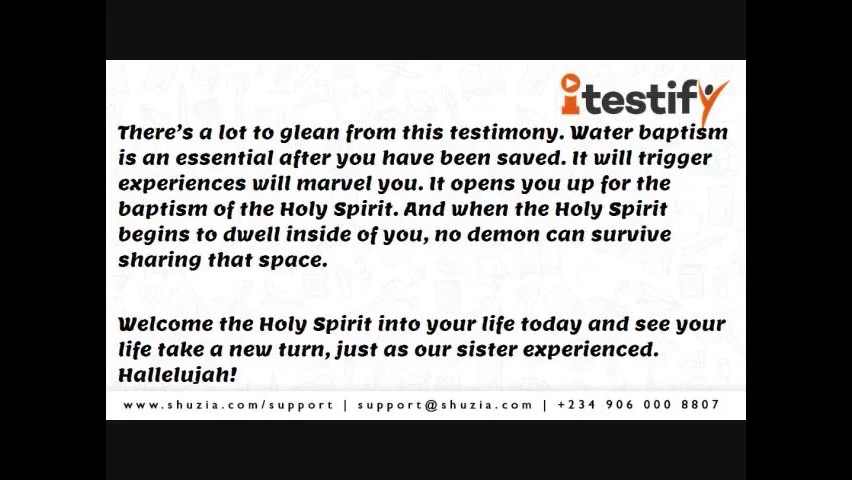 itestify
There's a lot to glean from this testimony. Water baptism
is an essential after you have been saved. It will trigger
experiences will marvel you. It opens you up for the
baptism of the Holy Spirit. And when the Holy Spirit
begins to dwell inside of you, no demon can survive
sharing that space.
Welcome the Holy Spirit into your life today and see your
life take a new turn, just as our sister experienced.
Hallelujah!
www.shuzia.com/support | support@shuzia.com | +234 906 000 8807